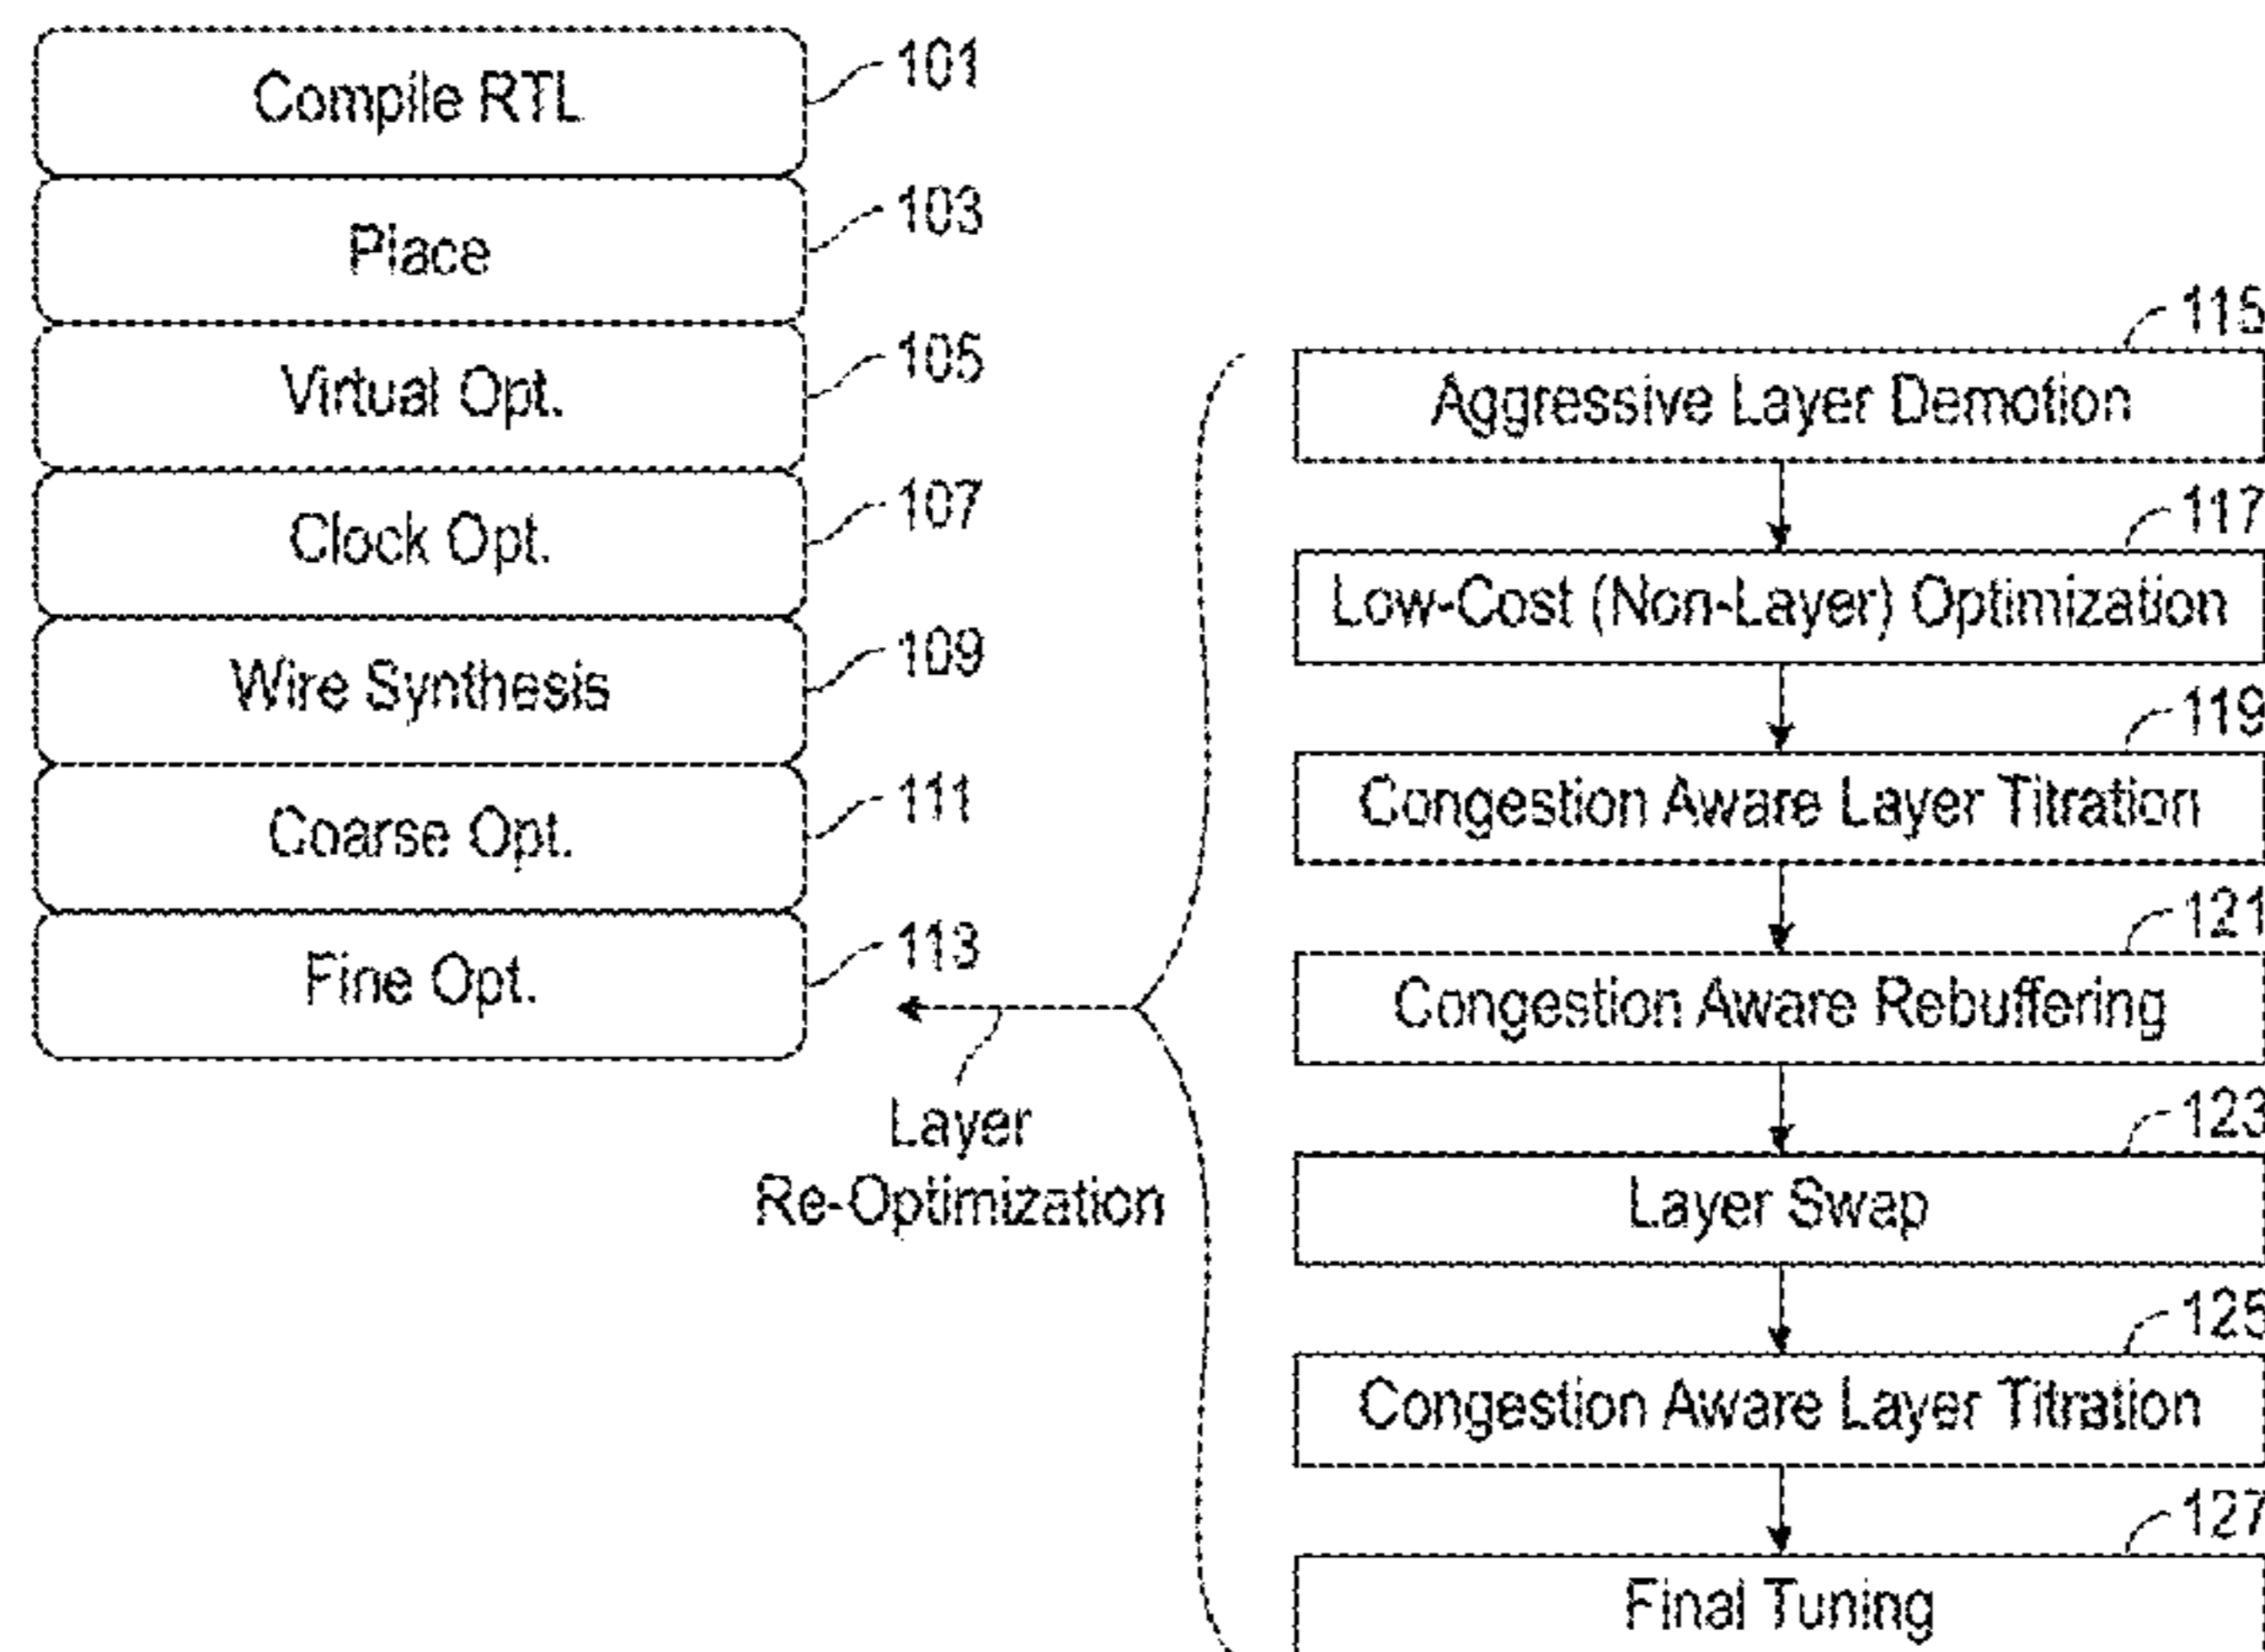 Compile RTL
101
Place
103
Virtual Opt.
105
Clock Opt.
107
Wire Synthesis
109
Coarse Opt.
111
Fine Opt.
113
Layer
Re-Optimization
115
Aggressive Layer Demotion
117
Low-Cost (Non-Layer) Optimization
119
Congestion Aware Layer Titration
121
Congestion Aware Rebuffering
123
Layer Swap
125
Congestion Aware Layer Titration
127
Final Tuning